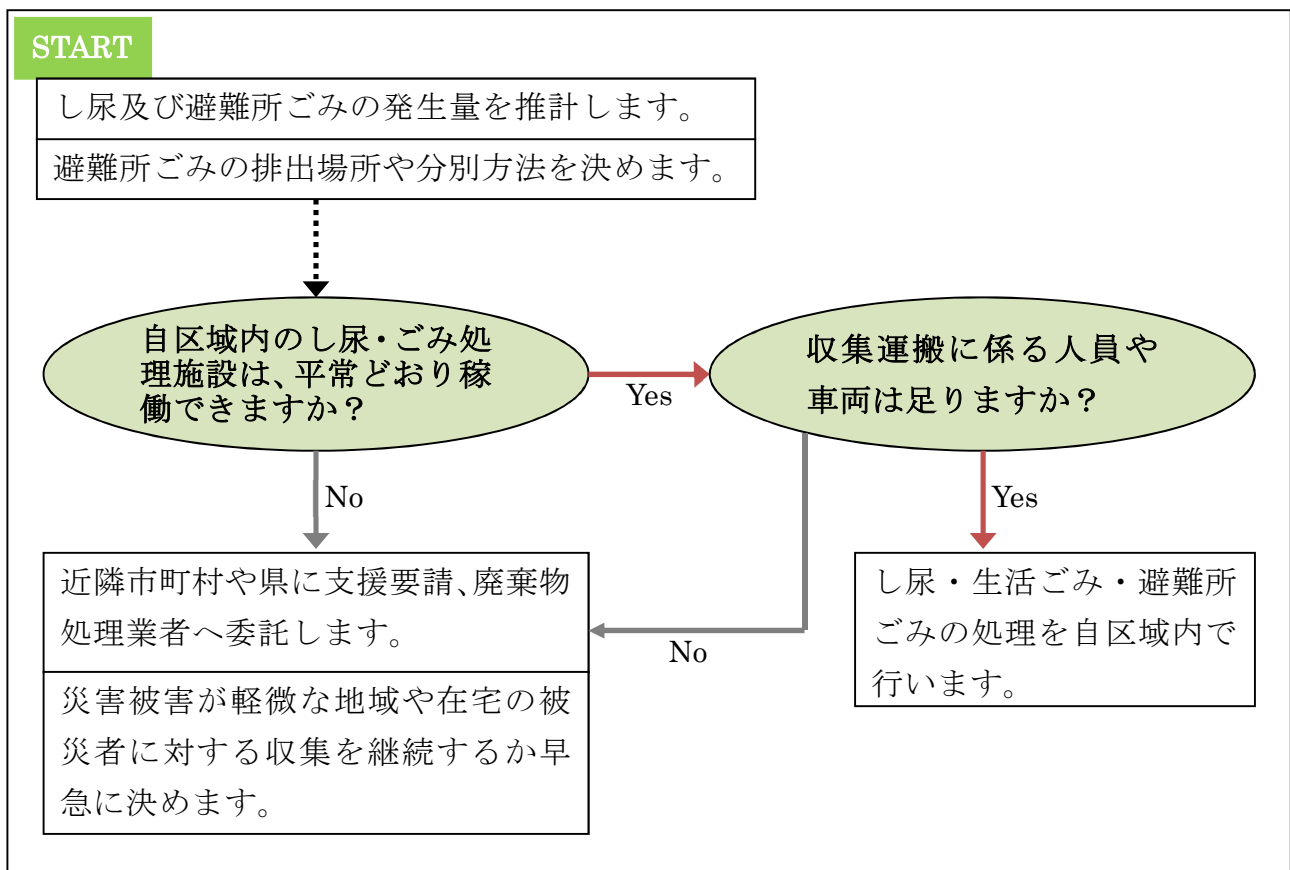 START
し尿及び避難所ごみの発生量を推計します。
避難所ごみの排出場所や分別方法を決めます。
自区域内のし尿・ごみ処
理施設は、平常どおり稼
働できますか？
Yes
収集運搬に係る人員や
車両は足りますか？
No
Yes
近隣市町村や県に支援要請、廃棄物
処理業者へ委託します。
No
し尿・生活ごみ・避難所
ごみの処理を自区域内で
行います。
災害被害が軽微な地域や在宅の被
災者に対する収集を継続するか早
急に決めます。